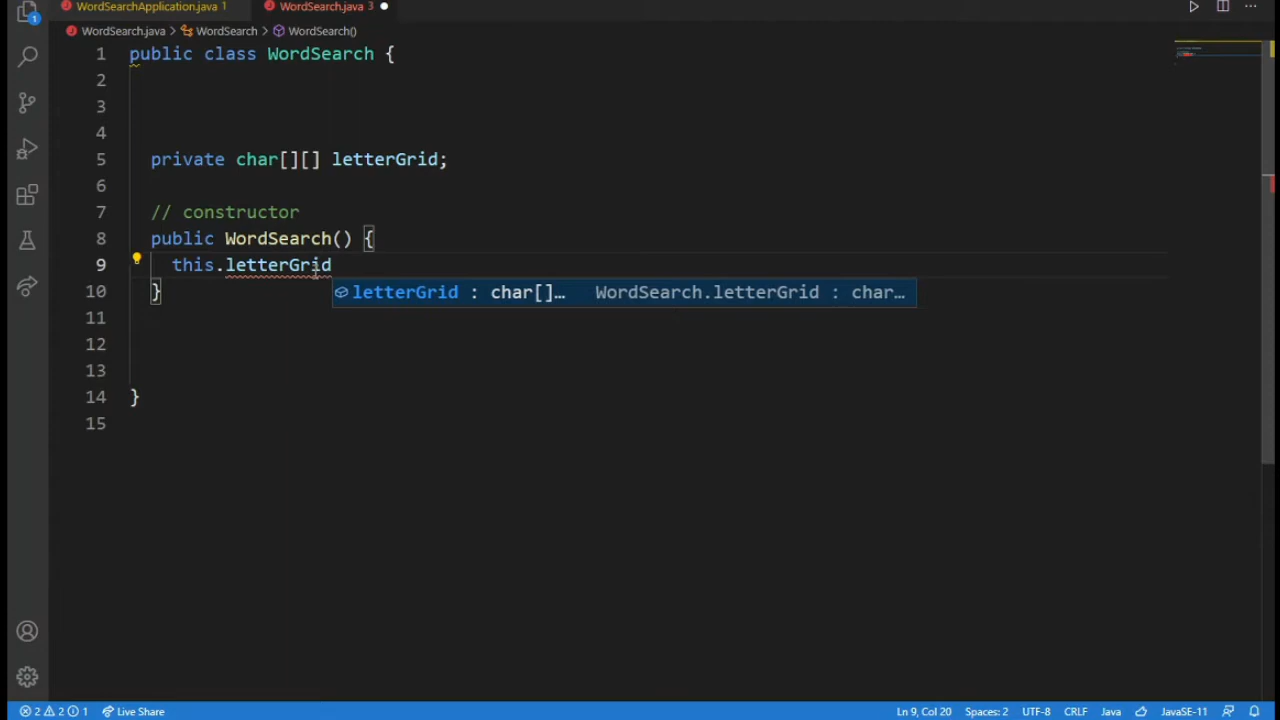 WordSearchApplication.java 1
WordSearch.java 3
WordSearch.java > WordSearch > WordSearch()
1 public class WordSearch {
2
3
4
5 private char[][] letterGrid;
6
7 // constructor
8 public WordSearch() {
9 this.letterGrid
10 }
letterGrid : char[]… WordSearch.letterGrid : char…
11
12
13
14 }
15
1
2 2 1 Live Share Ln 9, Col 20 Spaces: 2 UTF-8 CRLF Java JavaSE-11